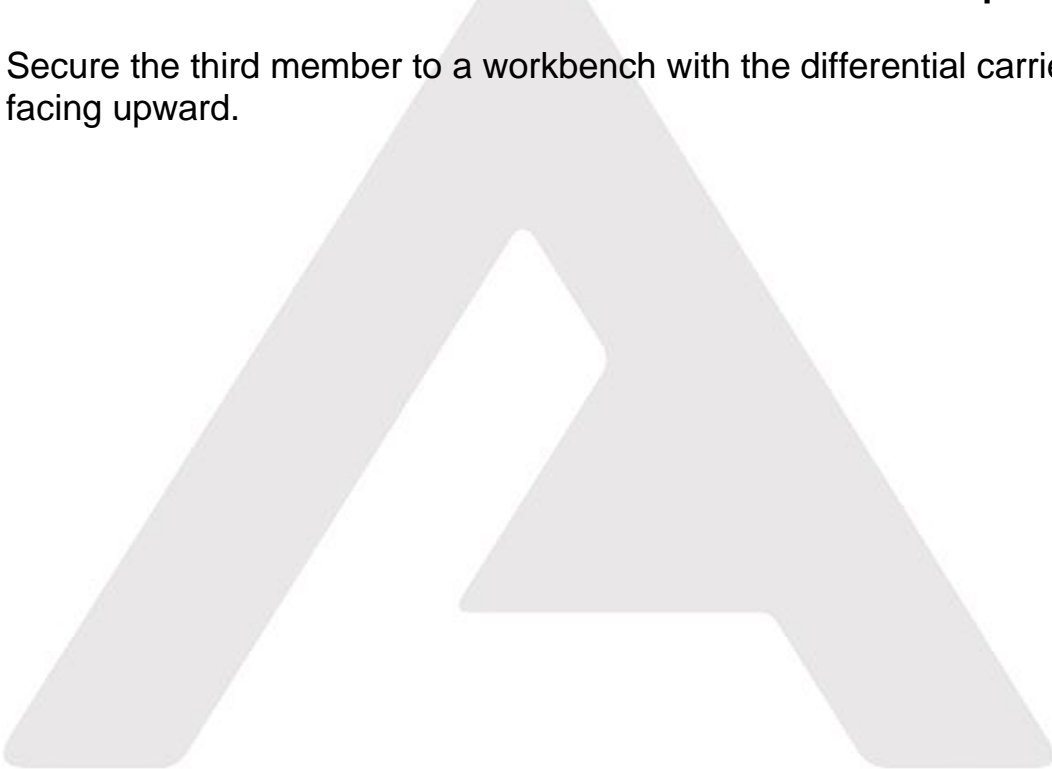 Secure the third member to a workbench with the differential carrie
facing upward.